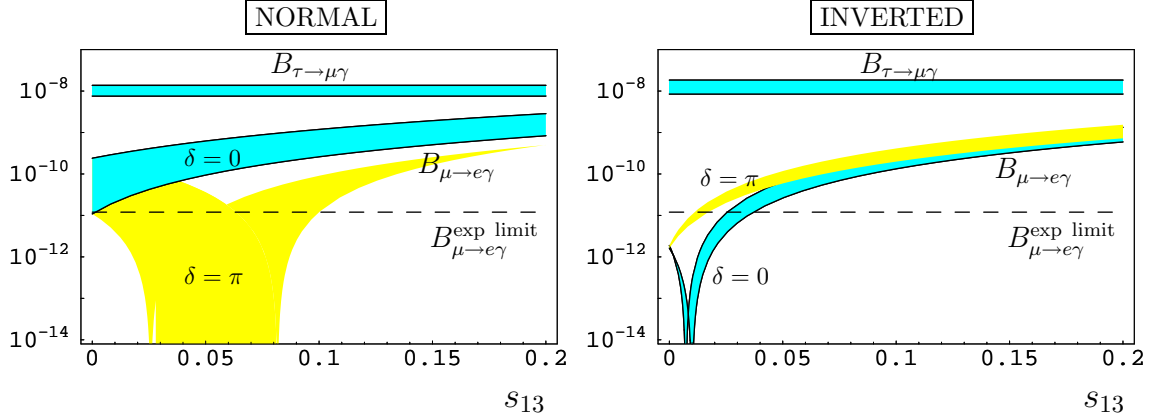 NORMAL
B_{τ→μγ}
10^{-8}
δ = 0
10^{-10}
B_{μ→eγ}
B_{μ→eγ}^{exp limit}
10^{-12}
δ = π
10^{-14}
0 0.05 0.1 0.15 0.2
s_{13}
INVERTED
B_{τ→μγ}
10^{-8}
10^{-10}
δ = π
B_{μ→eγ}
B_{μ→eγ}^{exp limit}
10^{-12}
δ = 0
10^{-14}
0 0.05 0.1 0.15 0.2
s_{13}